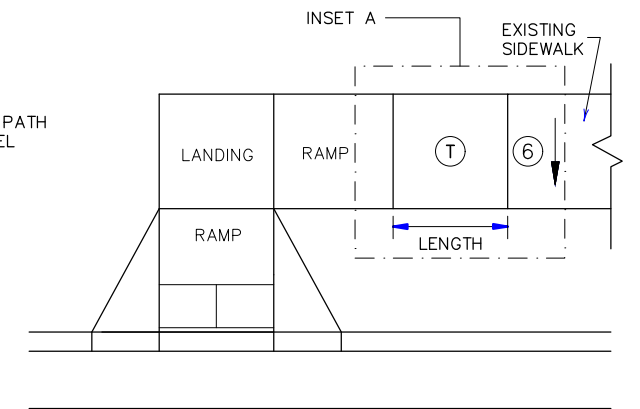 INSET A
EXISTING
SIDEWALK
PATH
EL
LANDING
RAMP
T
6
RAMP
LENGTH